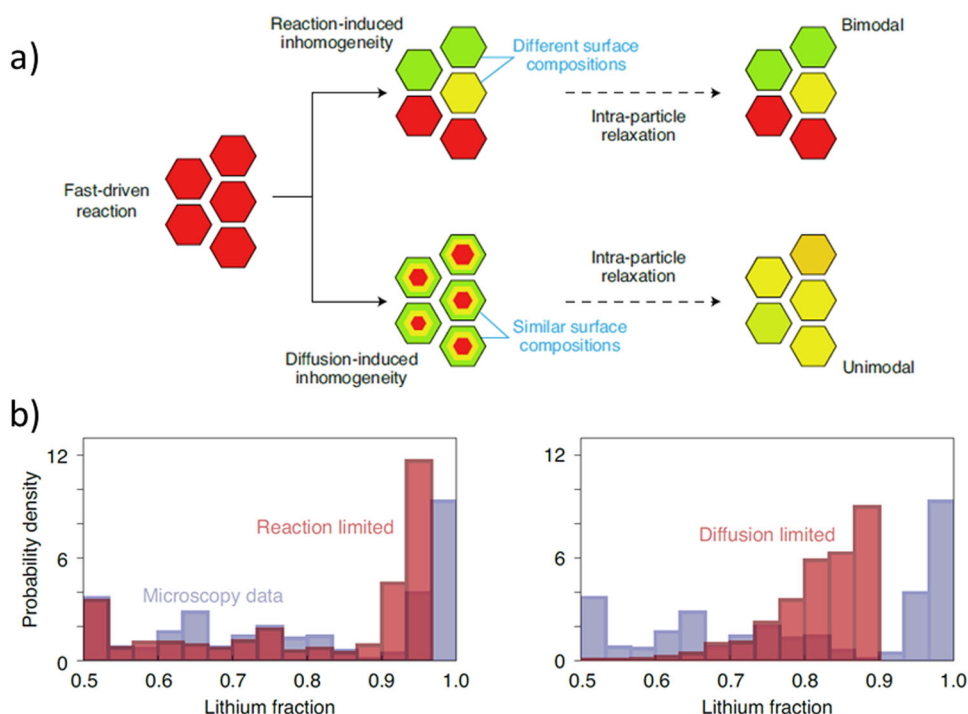 a)
Reaction-induced
inhomogeneity
Different surface
compositions
Bimodal
Intra-particle
relaxation
Fast-driven
reaction
Diffusion-induced
inhomogeneity
Similar surface
compositions
Intra-particle
relaxation
Unimodal
b)
Probability density
12
6
0
Reaction limited
Microscopy data
0.5 0.6 0.7 0.8 0.9 1.0
Lithium fraction
12
6
0
Diffusion limited
0.5 0.6 0.7 0.8 0.9 1.0
Lithium fraction